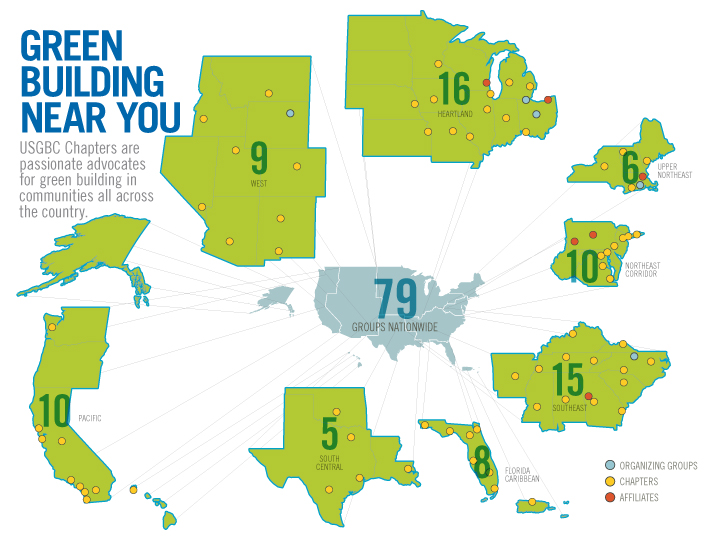 GREEN
BUILDING
NEAR YOU
USGBC Chapters are
passionate advocates
for green building in
communities all across
the country.
9
WEST
16
HEARTLAND
6
UPPER
NORTHEAST
10
NORTHEAST
CORRIDOR
79
GROUPS NATIONWIDE
10
PACIFIC
5
SOUTH
CENTRAL
15
SOUTHEAST
8
FLORIDA
CARIBBEAN
ORGANIZING GROUPS
CHAPTERS
AFFILIATES